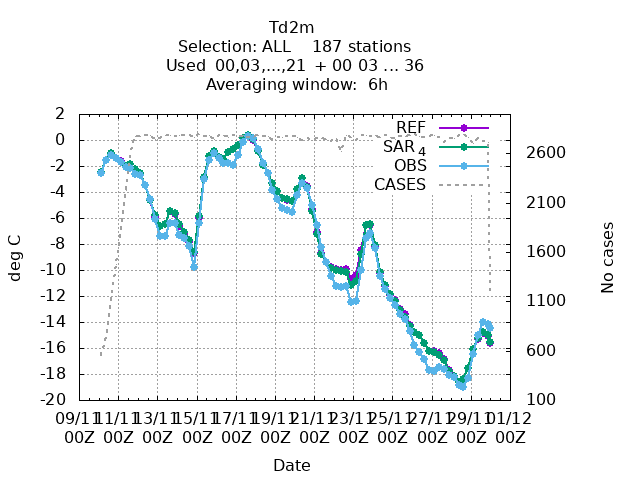 Td2m
Selection: ALL    187 stations
Used  00,03,...,21  + 00 03 ... 36
Averaging window:  6h
REF
SAR 4
OBS
CASES
2
0
-2
-4
-6
-8
-10
-12
-14
-16
-18
-20
deg C
2600
2100
1600
1100
600
100
No cases
09/11 11/11 13/11 15/11 17/11 19/11 21/11 23/11 25/11 27/11 29/11 01/12
00Z 00Z 00Z 00Z 00Z 00Z 00Z 00Z 00Z 00Z 00Z 00Z
Date